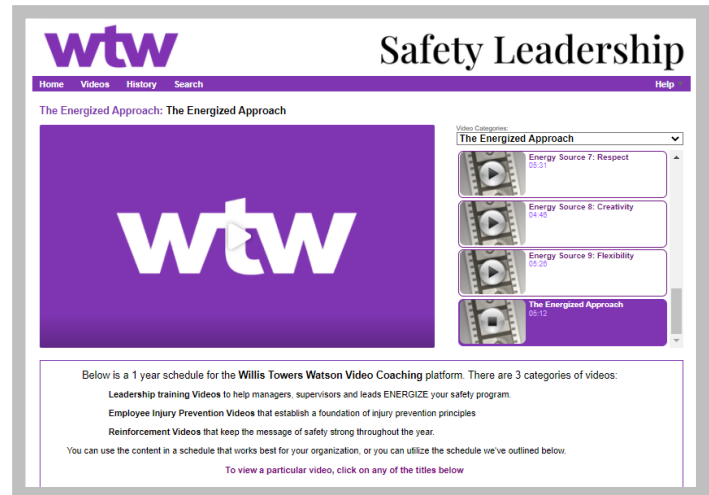 wtw
Safety Leadership
Home Videos History Search Help
The Energized Approach: The Energized Approach
wtw
Video Categories:
The Energized Approach
Energy Source 7: Respect
05:31
Energy Source 8: Creativity
04:46
Energy Source 9: Flexibility
05:26
The Energized Approach
05:12
Below is a 1 year schedule for the Willis Towers Watson Video Coaching platform. There are 3 categories of videos:
Leadership training Videos to help managers, supervisors and leads ENERGIZE your safety program.
Employee Injury Prevention Videos that establish a foundation of injury prevention principles
Reinforcement Videos that keep the message of safety strong throughout the year.
You can use the content in a schedule that works best for your organization, or you can utilize the schedule we've outlined below.
To view a particular video, click on any of the titles below